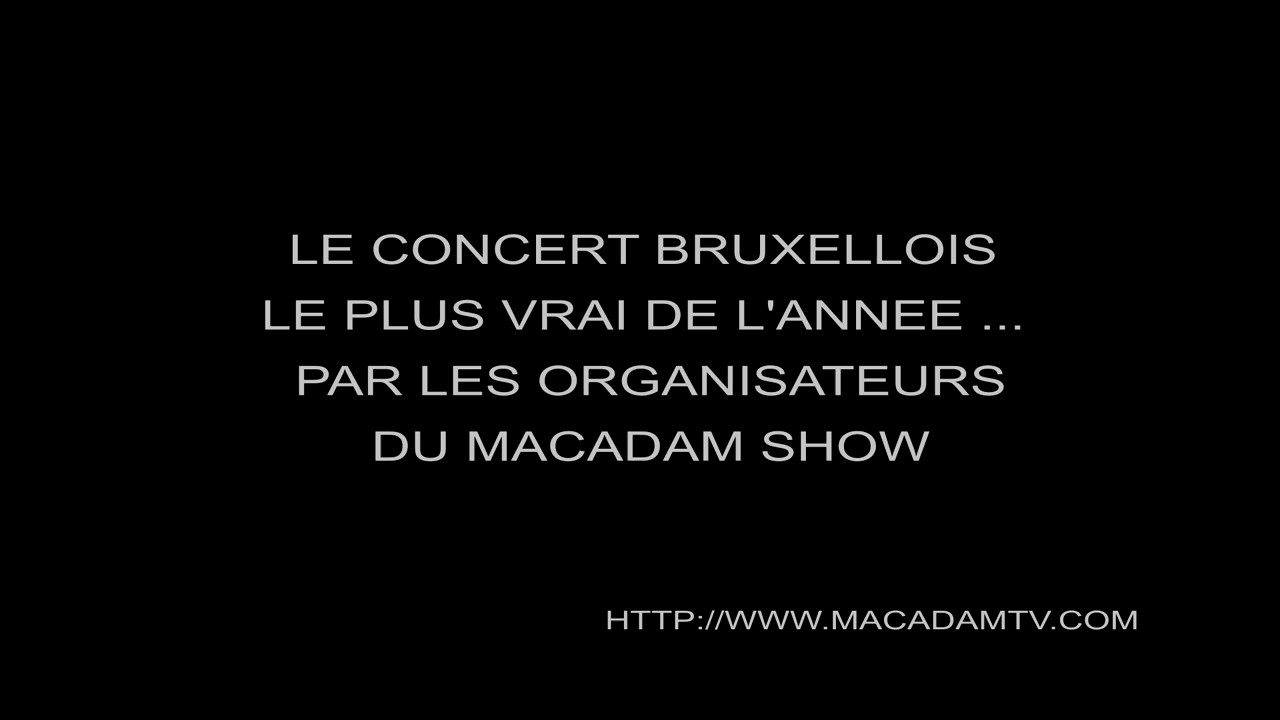 LE CONCERT BRUXELLOIS
LE PLUS VRAI DE L'ANNEE ...
PAR LES ORGANISATEURS
DU MACADAM SHOW
HTTP://WWW.MACADAMTV.COM